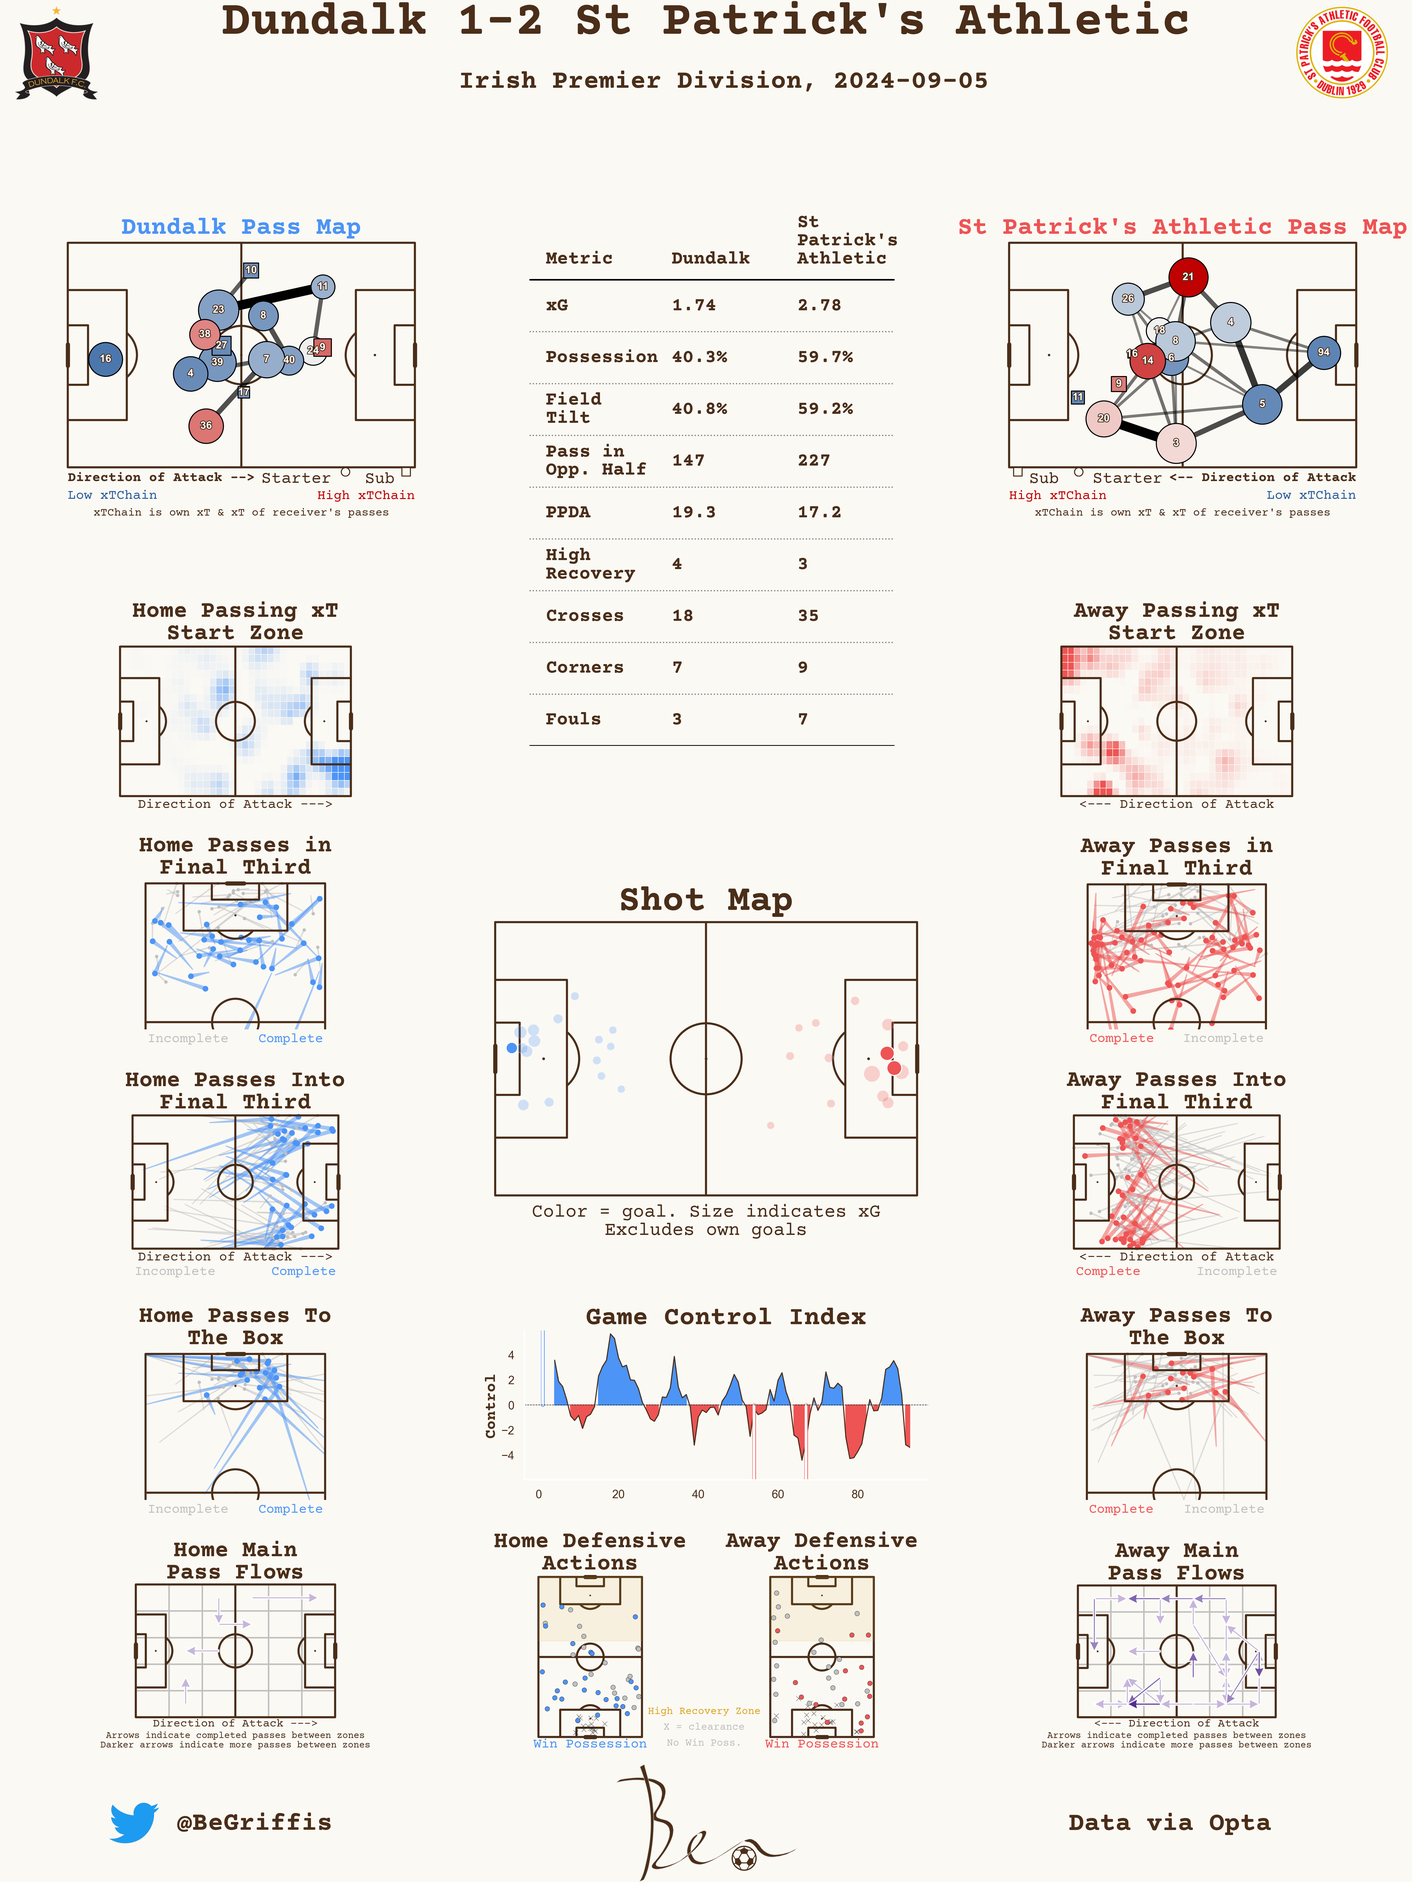 Dundalk 1-2 St Patrick's Athletic
Irish Premier Division, 2024-09-05
DUNDALK F.C.
ST PATRICK'S ATHLETIC FOOTBALL CLUB
DUBLIN 1929
Dundalk Pass Map
10
11
23
8
38
27
24
9
16
39
7
40
4
17
36
Direction of Attack --> Starter Sub
Low xTChain High xTChain
xTChain is own xT & xT of receiver's passes
Metric Dundalk St Patrick's Athletic
xG 1.74 2.78
Possession 40.3% 59.7%
Field Tilt 40.8% 59.2%
Pass in Opp. Half 147 227
PPDA 19.3 17.2
High Recovery 4 3
Crosses 18 35
Corners 7 9
Fouls 3 7
St Patrick's Athletic Pass Map
21
26
4
18
8
16
14
6
94
9
11
5
20
3
Sub Starter <-- Direction of Attack
High xTChain Low xTChain
xTChain is own xT & xT of receiver's passes
Home Passing xT
Start Zone
Direction of Attack --->
Away Passing xT
Start Zone
<--- Direction of Attack
Home Passes in
Final Third
Incomplete Complete
Away Passes in
Final Third
Complete Incomplete
Shot Map
Color = goal. Size indicates xG
Excludes own goals
Home Passes Into
Final Third
Direction of Attack --->
Incomplete Complete
Away Passes Into
Final Third
<--- Direction of Attack
Complete Incomplete
Home Passes To
The Box
Incomplete Complete
Game Control Index
Control
4
2
0
−2
−4
0 20 40 60 80
Away Passes To
The Box
Complete Incomplete
Home Main
Pass Flows
Direction of Attack --->
Arrows indicate completed passes between zones
Darker arrows indicate more passes between zones
Home Defensive
Actions
Win Possession
High Recovery Zone
X = clearance
No Win Poss.
Away Defensive
Actions
Win Possession
Away Main
Pass Flows
<--- Direction of Attack
Arrows indicate completed passes between zones
Darker arrows indicate more passes between zones
@BeGriffis
Ben
Data via Opta